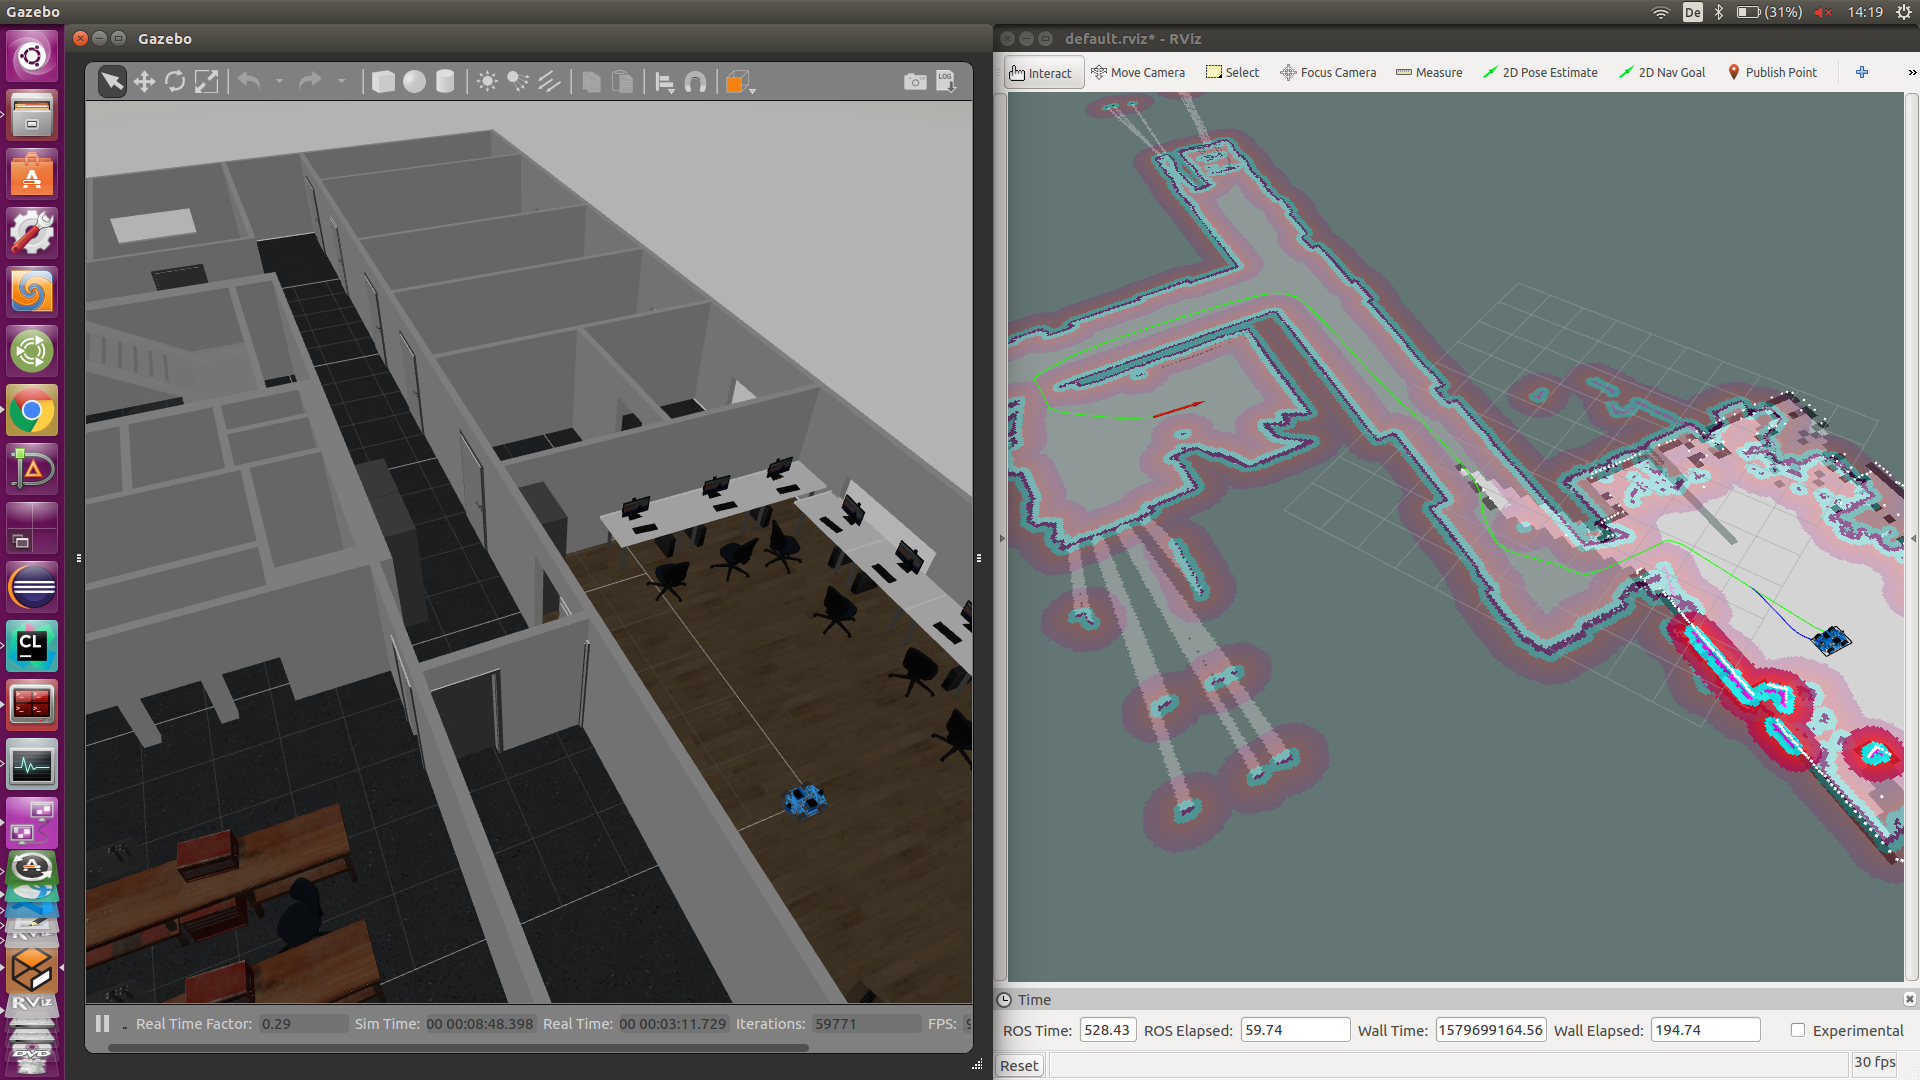 Gazebo
De
(31%)
14:19
Gazebo
default.rviz* - RViz
LOG
Interact
Move Camera
Select
Focus Camera
Measure
2D Pose Estimate
2D Nav Goal
Publish Point
»
CL
RViz
DVD
Real Time Factor: 0.29 Sim Time: 00 00:08:48.398 Real Time: 00 00:03:11.729 Iterations: 59771 FPS:
Time
ROS Time: 528.43 ROS Elapsed: 59.74 Wall Time: 1579699164.56 Wall Elapsed: 194.74 Experimental
Reset
30 fps